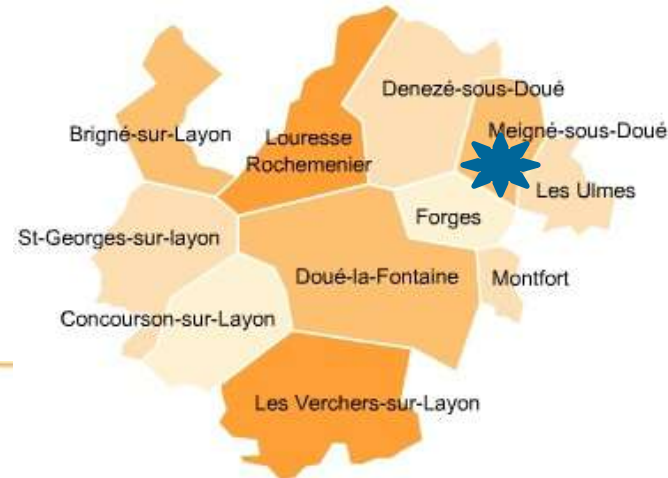 Denezé-sous-Doué
Brigné-sur-Layon
Louresse
Rochemenier
Meigné-sous-Doué
Les Ulmes
Forges
St-Georges-sur-layon
Doué-la-Fontaine
Montfort
Concourson-sur-Layon
Les Verchers-sur-Layon